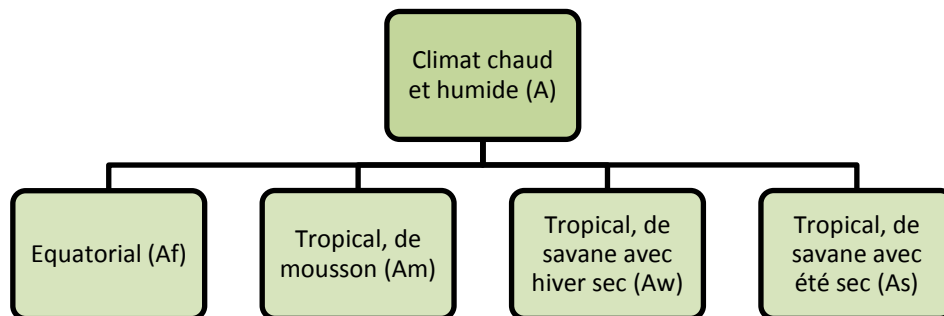 Climat chaud
et humide (A)
Equatorial (Af)
Tropical, de
mousson (Am)
Tropical, de
savane avec
hiver sec (Aw)
Tropical, de
savane avec
été sec (As)